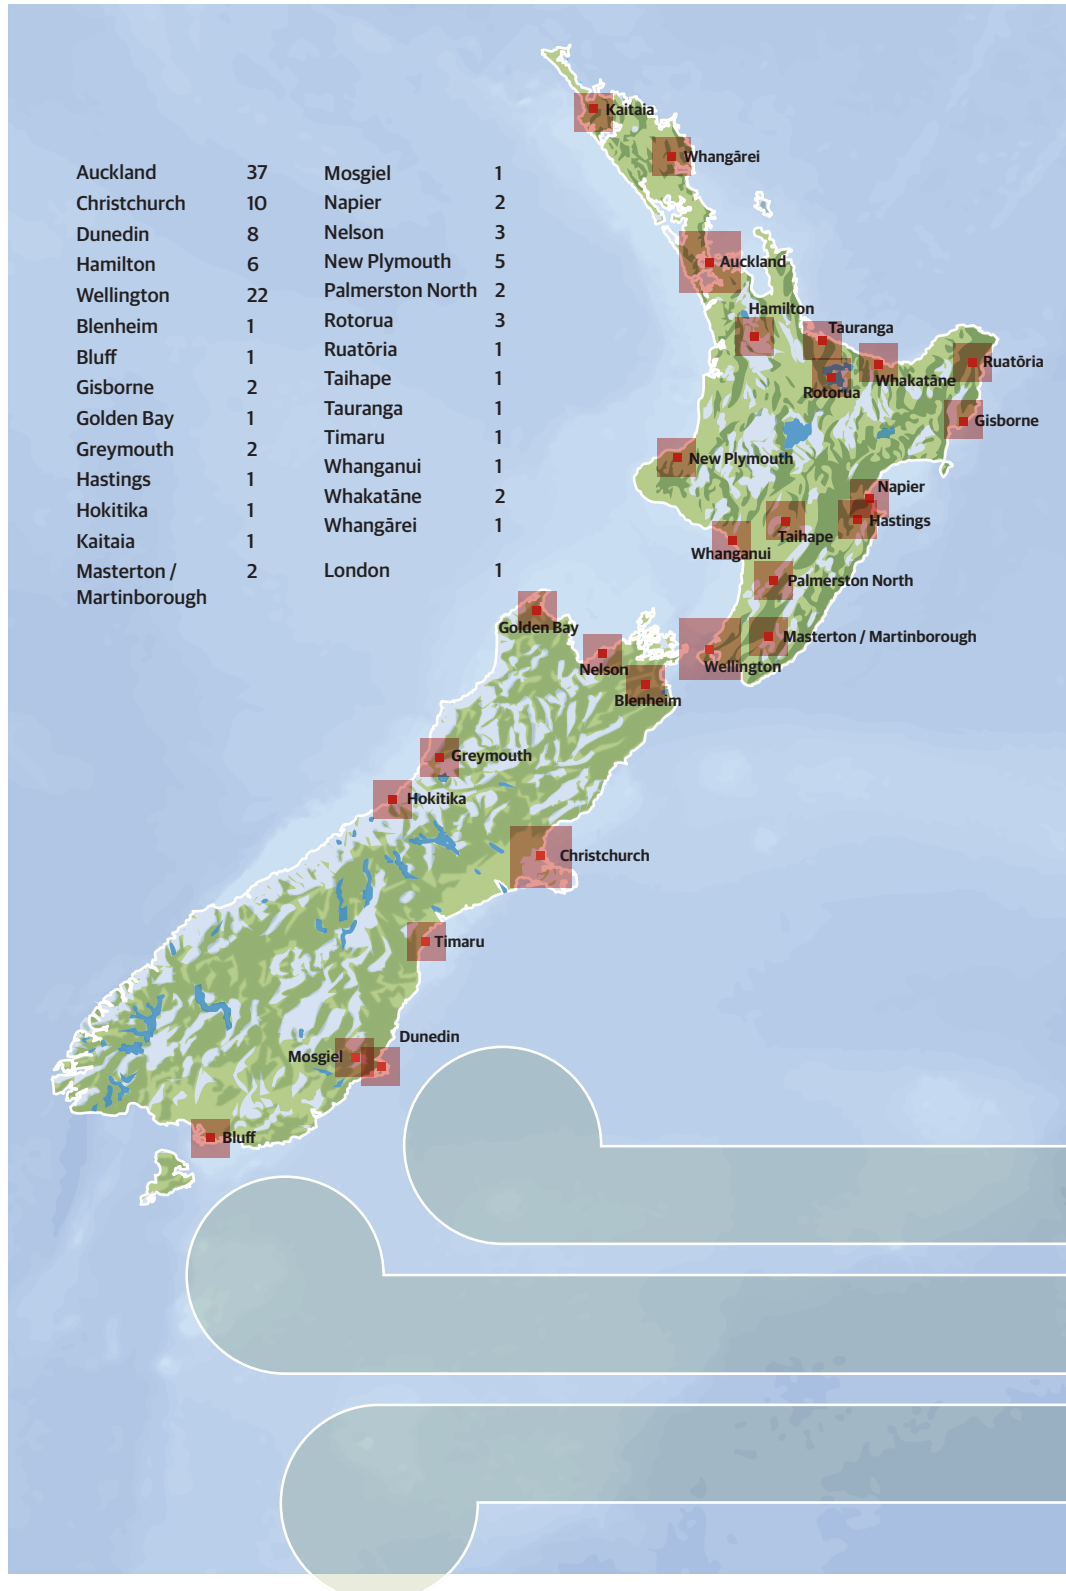 Auckland 37
Christchurch 10
Dunedin 8
Hamilton 6
Wellington 22
Blenheim 1
Bluff 1
Gisborne 2
Golden Bay 1
Greymouth 2
Hastings 1
Hokitika 1
Kaitaia 1
Masterton / 2
Martinborough
Mosgiel 1
Napier 2
Nelson 3
New Plymouth 5
Palmerston North 2
Rotorua 3
Ruatōria 1
Taihape 1
Tauranga 1
Timaru 1
Whanganui 1
Whakatāne 2
Whangārei 1
London 1
Kaitaia
Whangārei
Auckland
Hamilton
Tauranga
Ruatōria
Whakatāne
Rotorua
Gisborne
New Plymouth
Napier
Hastings
Taihape
Whanganui
Palmerston North
Golden Bay
Masterton / Martinborough
Wellington
Nelson
Blenheim
Greymouth
Hokitika
Christchurch
Timaru
Dunedin
Mosgiel
Bluff